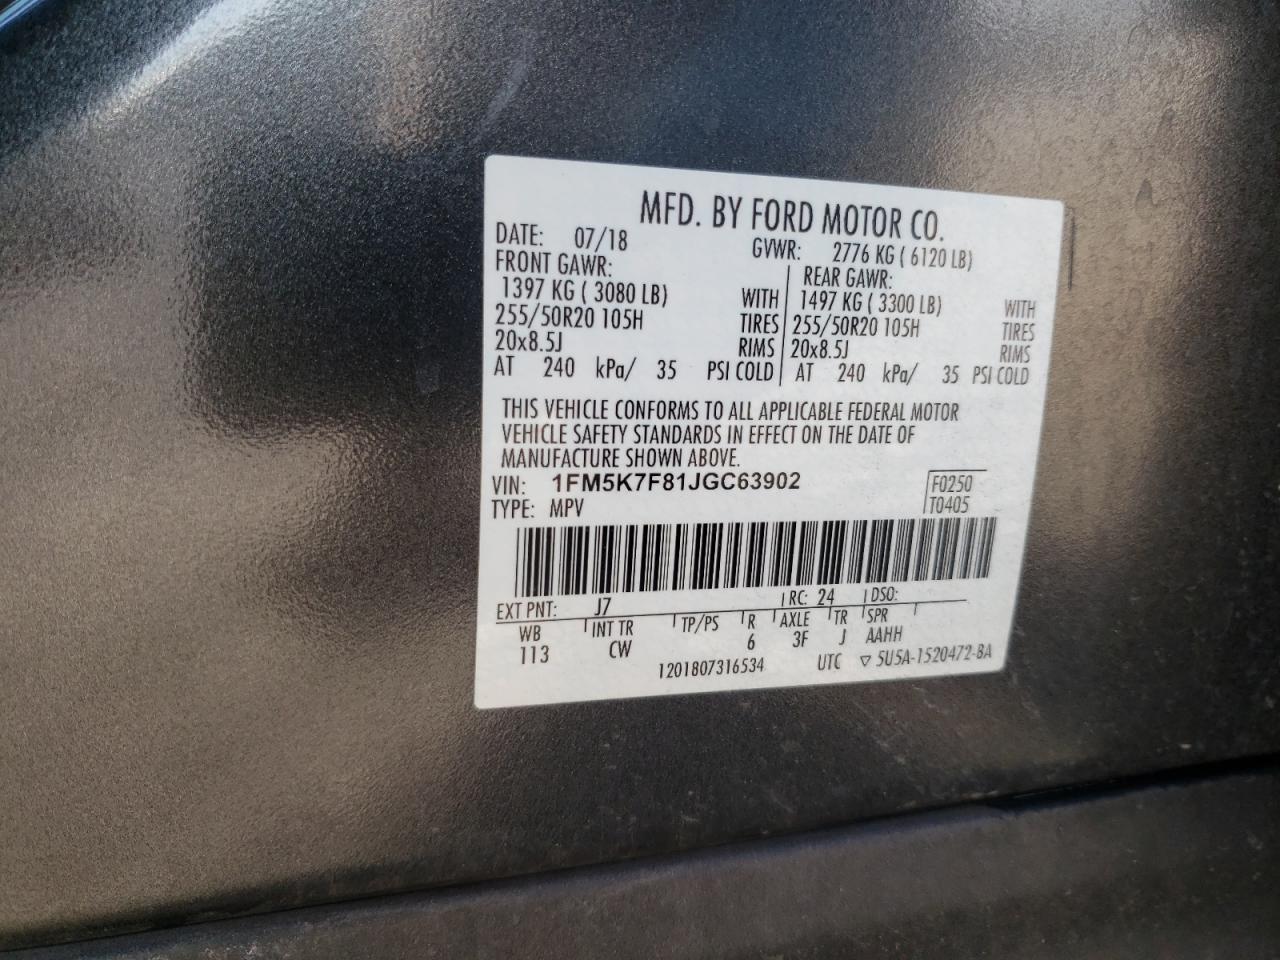 MFD. BY FORD MOTOR CO.
DATE: 07/18 GVWR: 2776 KG ( 6120 LB)
FRONT GAWR: REAR GAWR:
1397 KG ( 3080 LB) WITH 1497 KG ( 3300 LB) WITH
255/50R20 105H TIRES 255/50R20 105H TIRES
20x8.5J RIMS 20x8.5J RIMS
AT 240 kPa/ 35 PSI COLD AT 240 kPa/ 35 PSI COLD
THIS VEHICLE CONFORMS TO ALL APPLICABLE FEDERAL MOTOR
VEHICLE SAFETY STANDARDS IN EFFECT ON THE DATE OF
MANUFACTURE SHOWN ABOVE.
VIN: 1FM5K7F81JGC63902 F0250
TYPE: MPV T0405
EXT PNT: J7 RC: 24 DSO:
WB INT TR TP/PS R AXLE TR SPR
113 CW 6 3F J AAHH
1201807316534 UTC ▽ 5U5A-1520472-BA